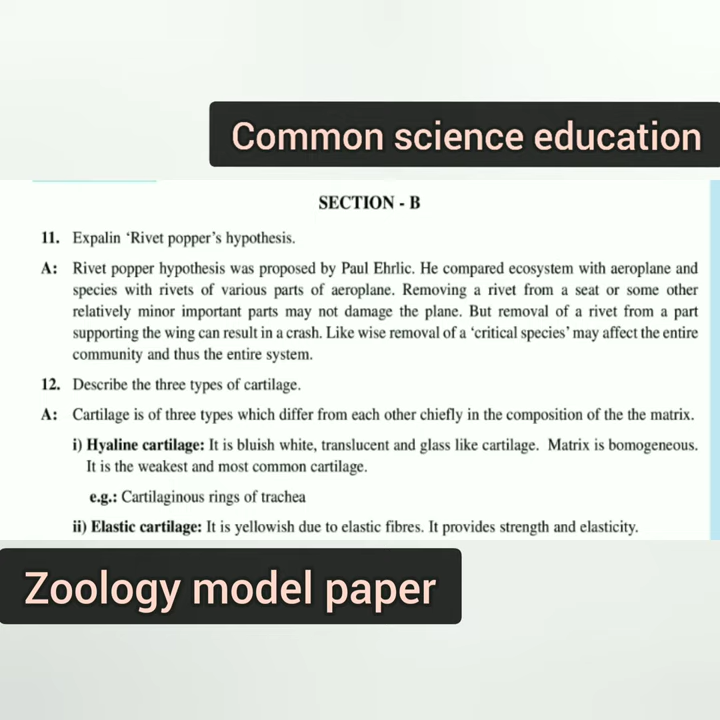 Common science education
SECTION - B
11. Expalin ‘Rivet popper’s hypothesis.
A: Rivet popper hypothesis was proposed by Paul Ehrlic. He compared ecosystem with aeroplane and
species with rivets of various parts of aeroplane. Removing a rivet from a seat or some other
relatively minor important parts may not damage the plane. But removal of a rivet from a part
supporting the wing can result in a crash. Like wise removal of a ‘critical species’ may affect the entire
community and thus the entire system.
12. Describe the three types of cartilage.
A: Cartilage is of three types which differ from each other chiefly in the composition of the the matrix.
i) Hyaline cartilage: It is bluish white, translucent and glass like cartilage. Matrix is bomogeneous.
It is the weakest and most common cartilage.
e.g.: Cartilaginous rings of trachea
ii) Elastic cartilage: It is yellowish due to elastic fibres. It provides strength and elasticity.
Zoology model paper